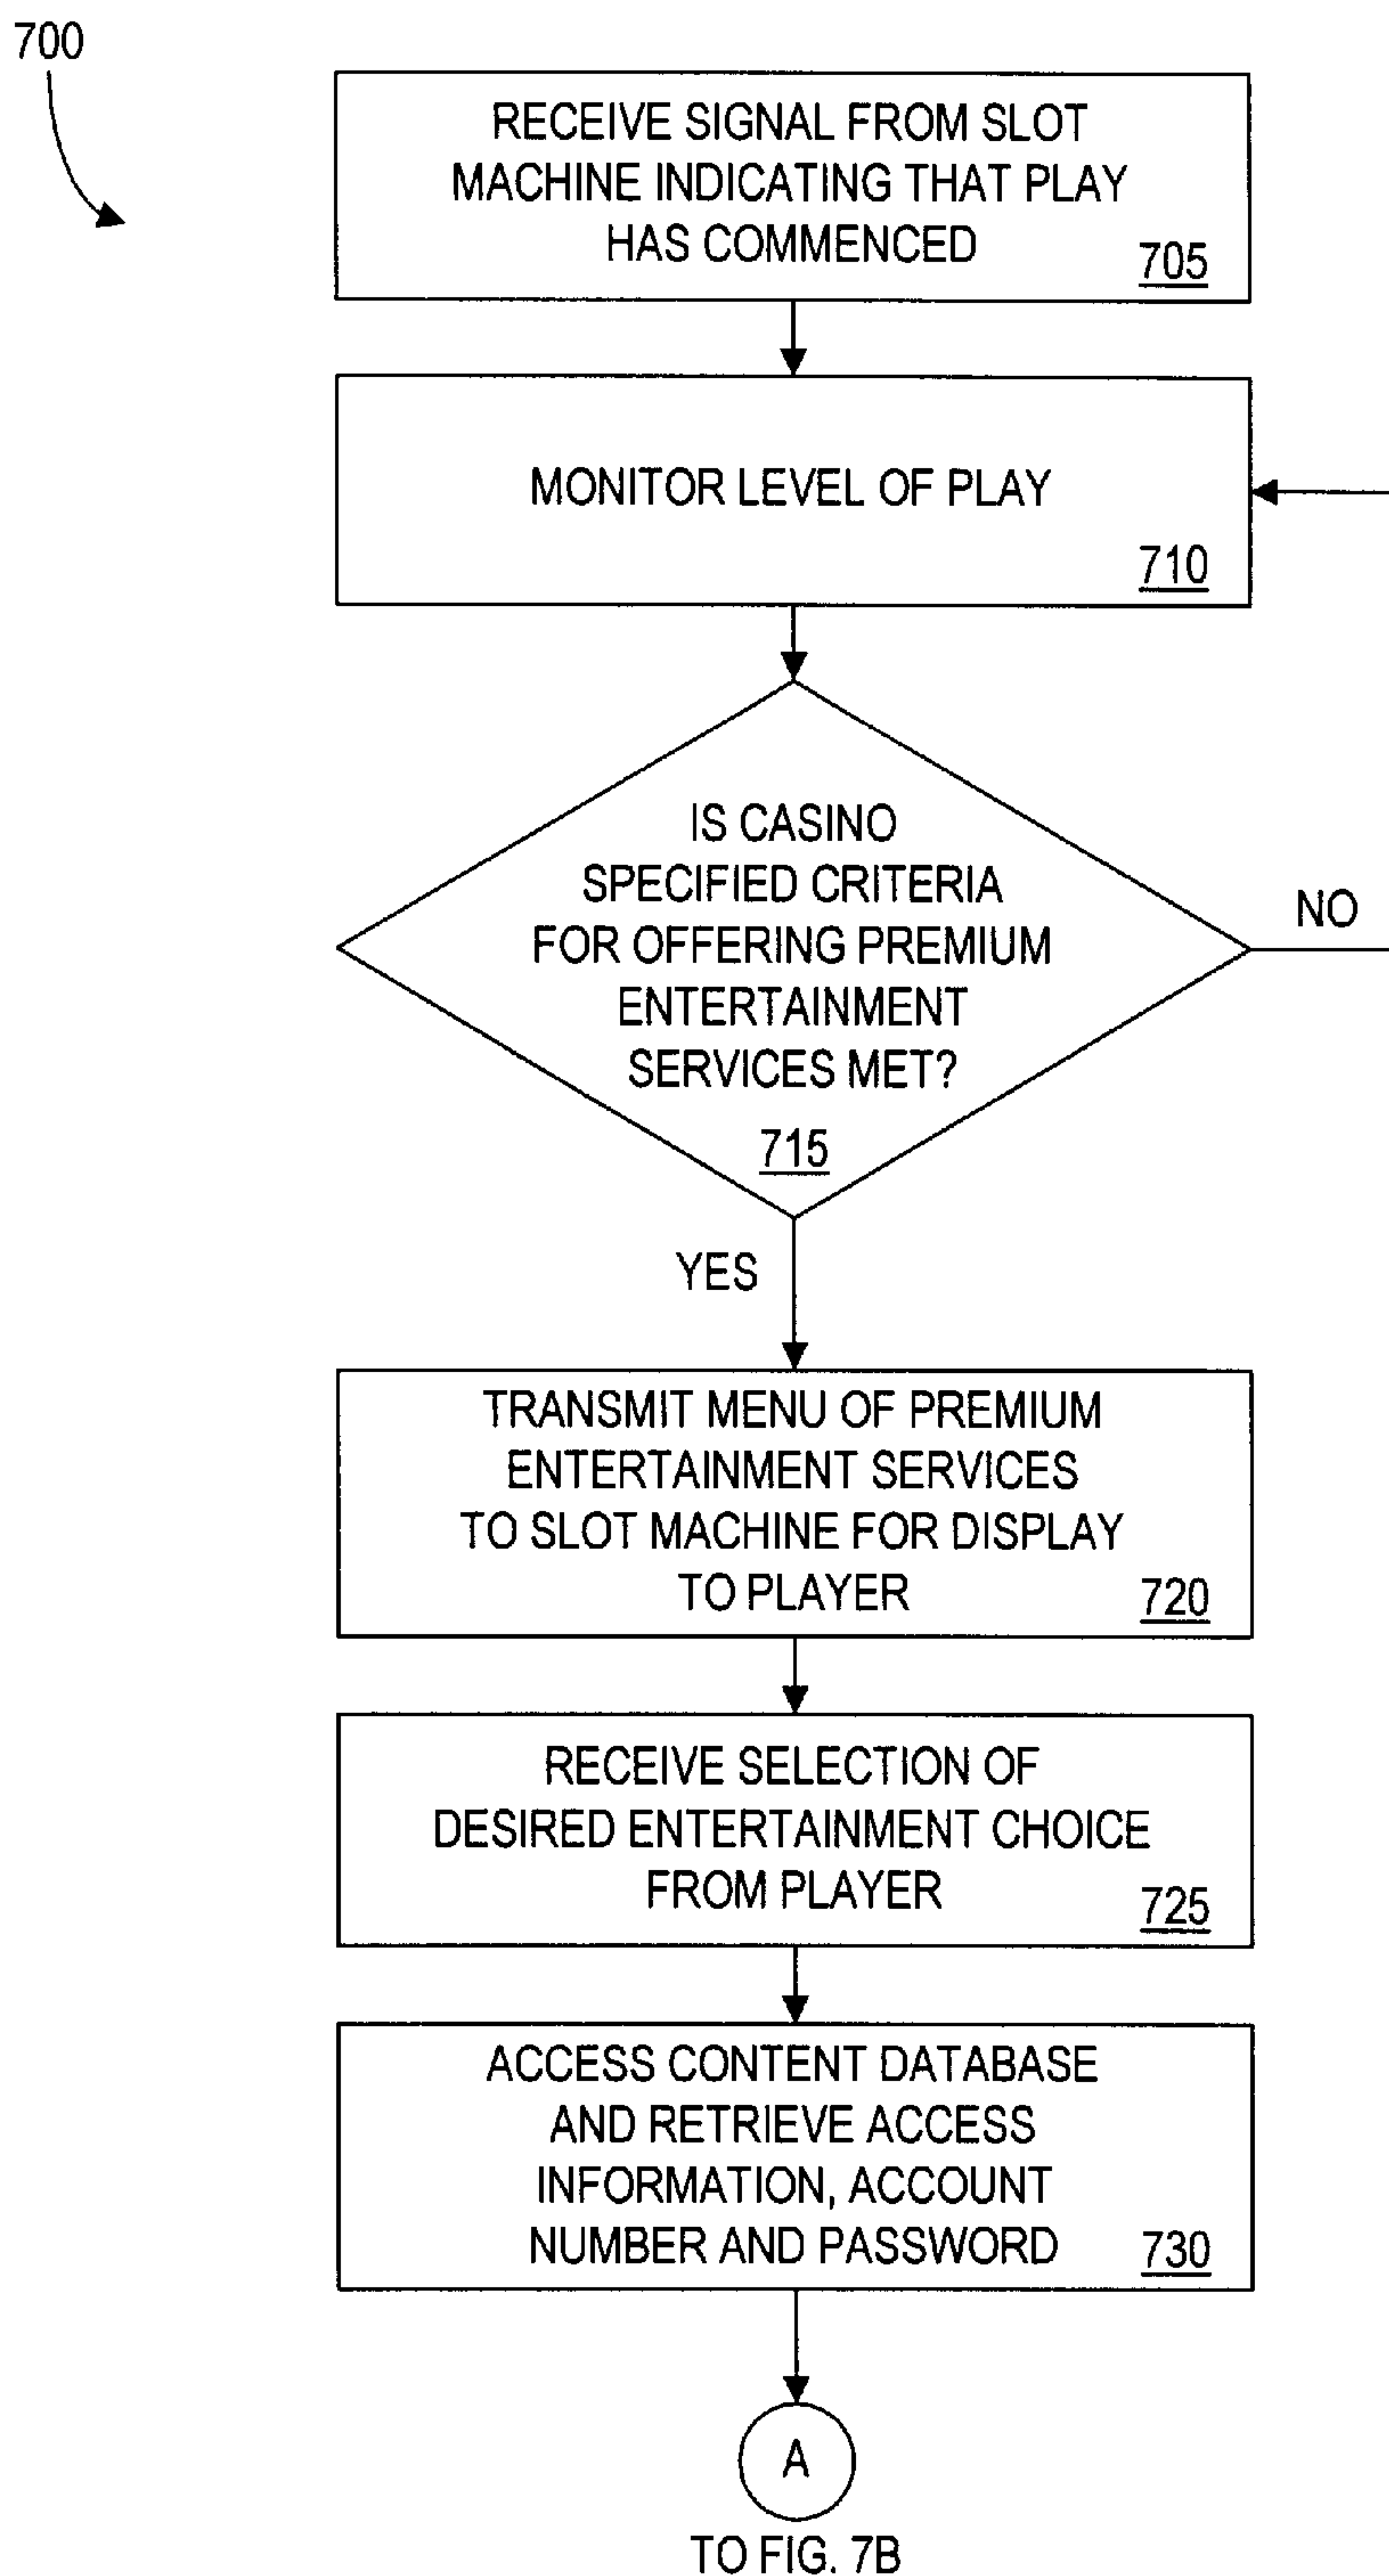 700
RECEIVE SIGNAL FROM SLOT
MACHINE INDICATING THAT PLAY
HAS COMMENCED
705
MONITOR LEVEL OF PLAY
710
IS CASINO
SPECIFIED CRITERIA
FOR OFFERING PREMIUM
ENTERTAINMENT
SERVICES MET?
715
NO
YES
TRANSMIT MENU OF PREMIUM
ENTERTAINMENT SERVICES
TO SLOT MACHINE FOR DISPLAY
TO PLAYER
720
RECEIVE SELECTION OF
DESIRED ENTERTAINMENT CHOICE
FROM PLAYER
725
ACCESS CONTENT DATABASE
AND RETRIEVE ACCESS
INFORMATION, ACCOUNT
NUMBER AND PASSWORD
730
A
TO FIG. 7B